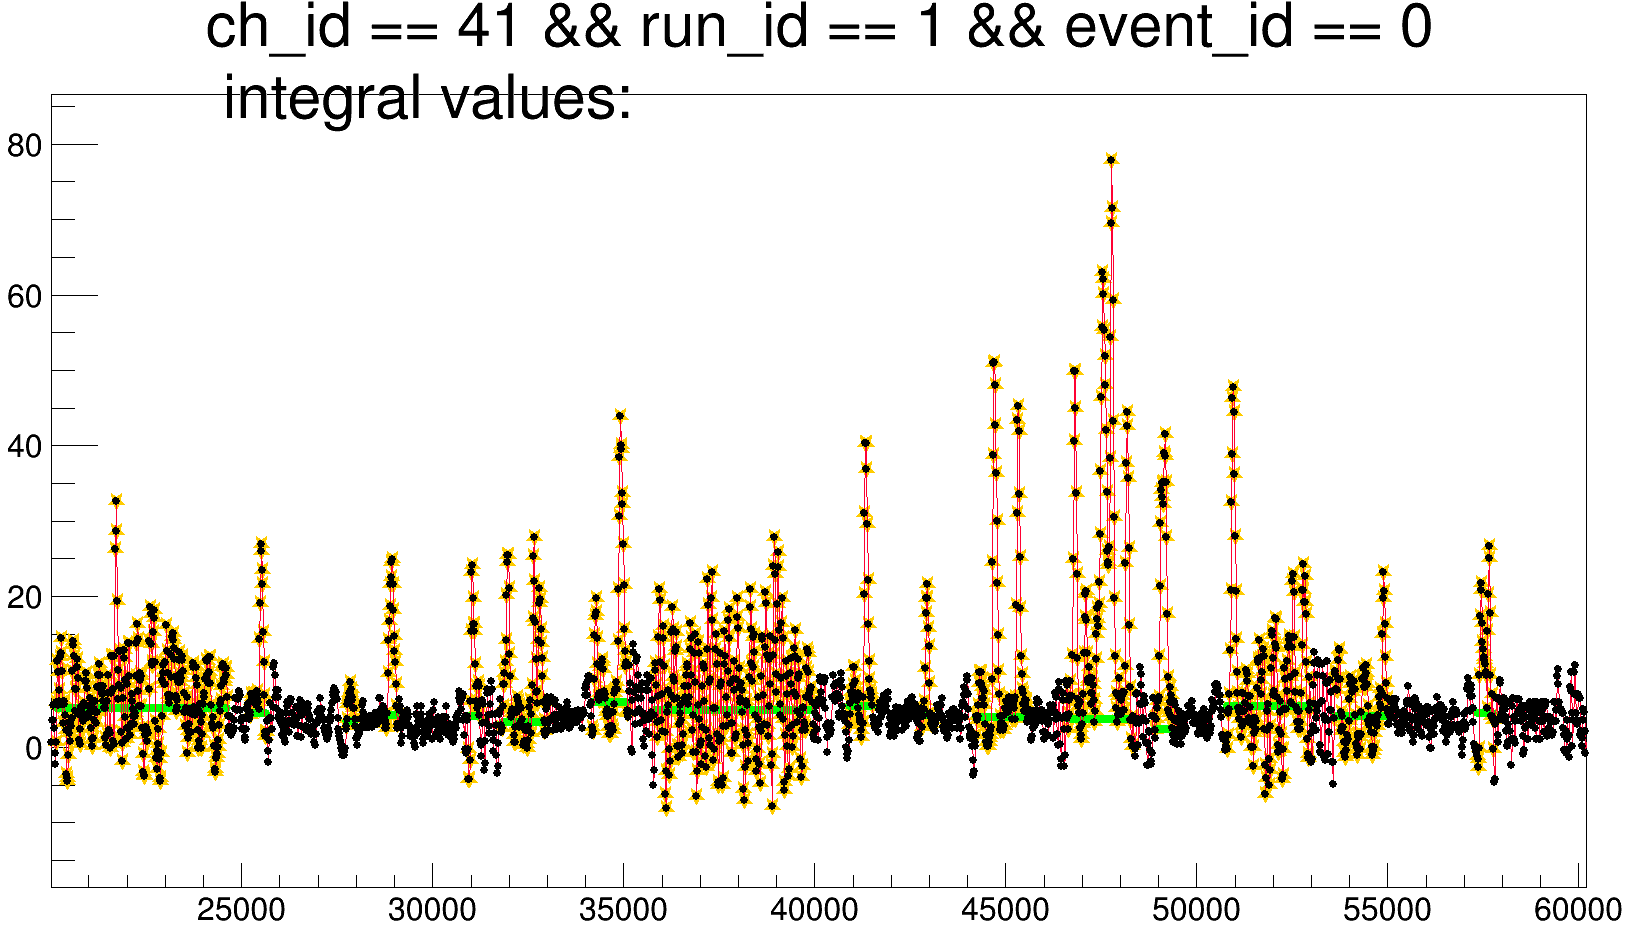 ch_id == 41 && run_id == 1 && event_id == 0
integral values:
80
60
40
20
0
25000 30000 35000 40000 45000 50000 55000 60000